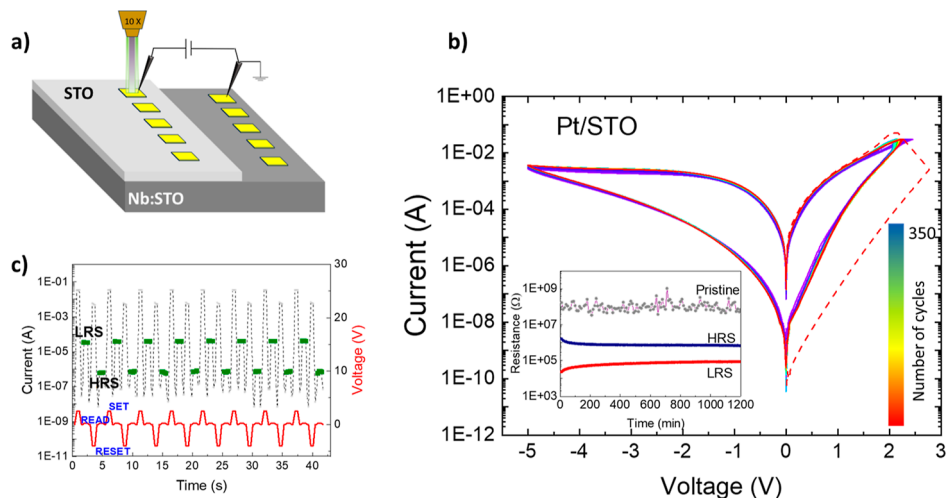 a)
10 X
STO
Nb:STO
b)
Pt/STO
Current (A)
1E+00
1E-02
1E-04
1E-06
1E-08
1E-10
1E-12
-5 -4 -3 -2 -1 0 1 2 3
Voltage (V)
350
Number of cycles
Resistance (Ω)
1E+09
1E+07
1E+05
1E+03
Pristine
HRS
LRS
0 200 400 600 800 1000 1200
Time (min)
c)
Current (A)
1E-01
1E-03
1E-05
1E-07
1E-09
1E-11
LRS
HRS
READ
SET
RESET
30
20
10
0
Voltage (V)
0 5 10 15 20 25 30 35 40
Time (s)